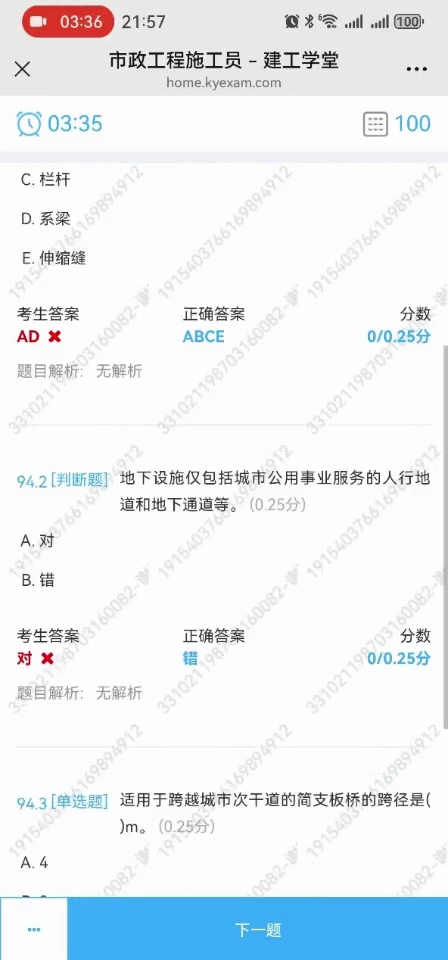 03:36 21:57 6 100
市政工程施工员 – 建工学堂
home.kyexam.com
03:35 100
C. 栏杆
D. 系梁
E. 伸缩缝
考生答案 正确答案 分数
AD ✖ ABCE 0/0.25分
题目解析: 无解析
94.2 [判断题] 地下设施仅包括城市公用事业服务的人行地
道和地下通道等。 (0.25分)
A. 对
B. 错
考生答案 正确答案 分数
对 ✖ 错 0/0.25分
题目解析: 无解析
94.3 [单选题] 适用于跨越城市次干道的简支板桥的跨径是(
)m。 (0.25分)
A. 4
下一题
331021198703160082-
1915403766169894912